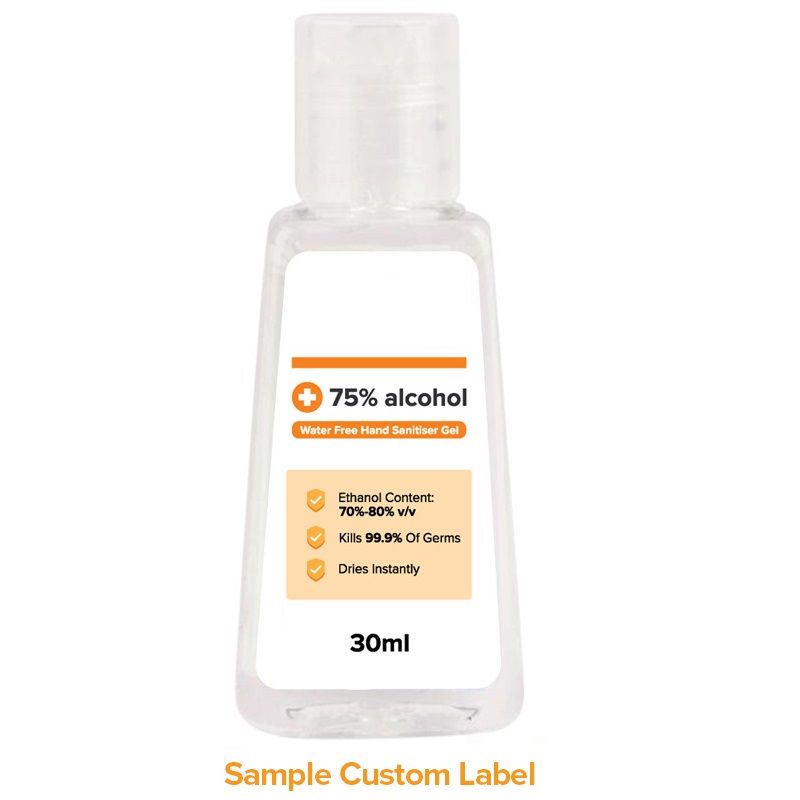 75% alcohol
Water Free Hand Sanitiser Gel
Ethanol Content:
70%-80% v/v
Kills 99.9% Of Germs
Dries Instantly
30ml
Sample Custom Label